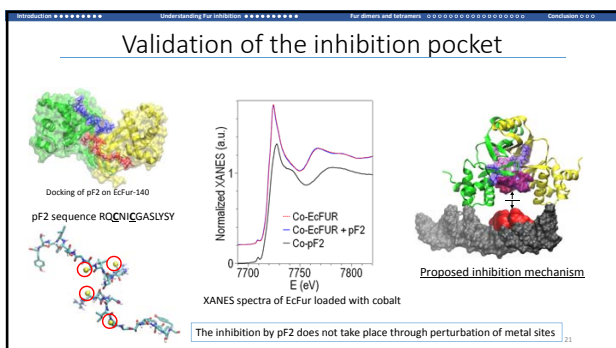 Introduction
Understanding Fur inhibition
Fur dimers and tetramers
Conclusion
Validation of the inhibition pocket
Docking of pF2 on EcFur-140
pF2 sequence RQCNICGASLYSY
Normalized XANES (a.u.)
1
0
Co-EcFUR
Co-EcFUR + pF2
Co-pF2
7700 7750 7800
E (eV)
XANES spectra of EcFur loaded with cobalt
Proposed inhibition mechanism
The inhibition by pF2 does not take place through perturbation of metal sites
21